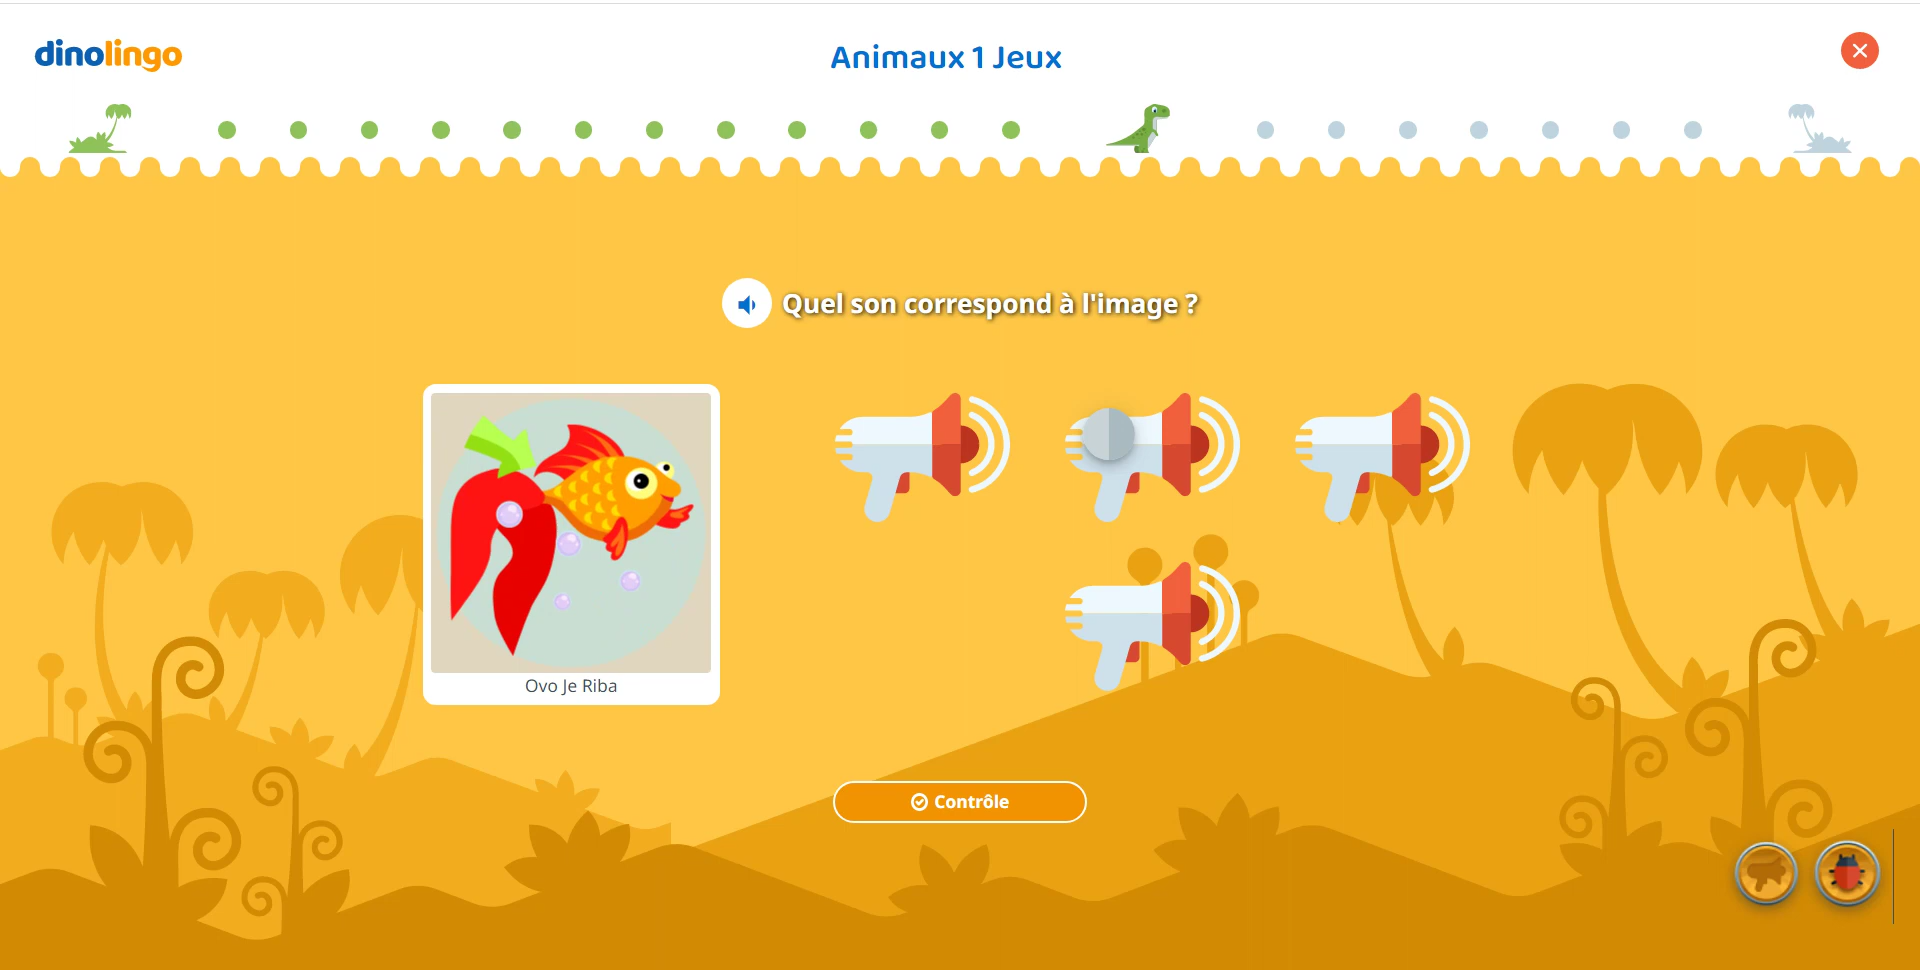 dinolingo
Animaux 1 Jeux
Quel son correspond à l'image ?
Ovo Je Riba
Contrôle